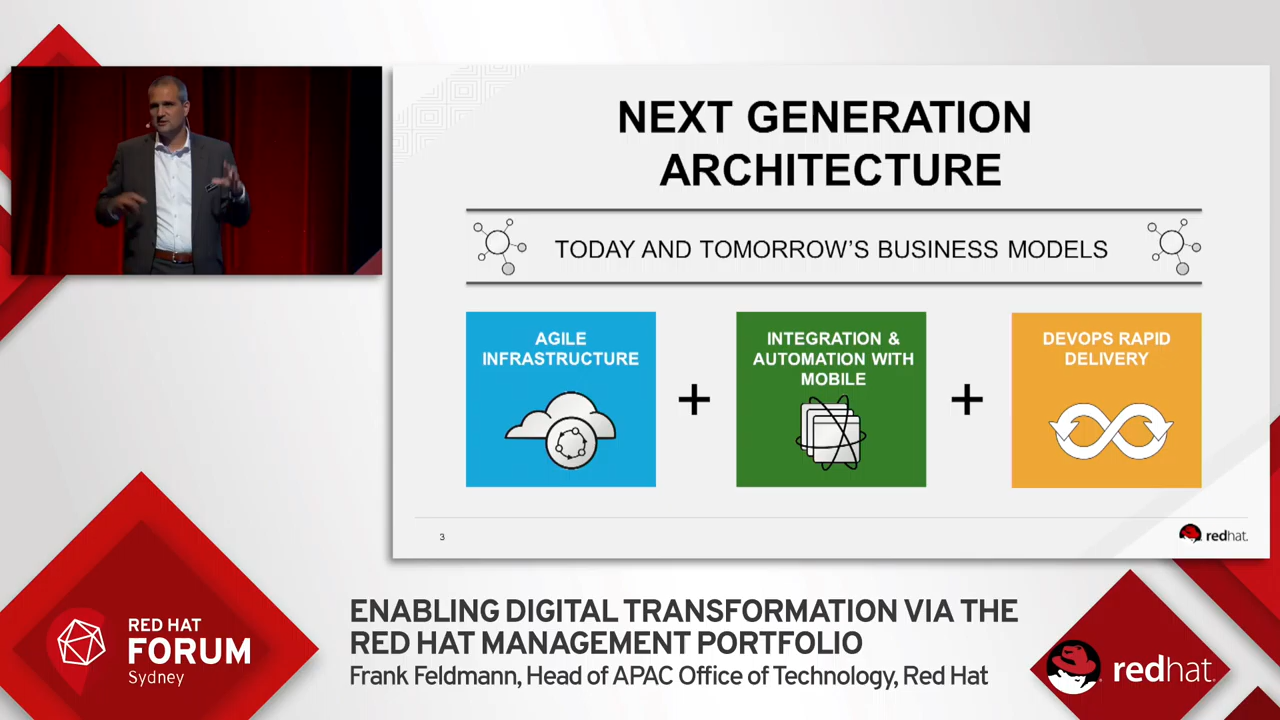 NEXT GENERATION
ARCHITECTURE
TODAY AND TOMORROW'S BUSINESS MODELS
AGILE
INFRASTRUCTURE
+
INTEGRATION &
AUTOMATION WITH
MOBILE
+
DEVOPS RAPID
DELIVERY
3
redhat.
RED HAT
FORUM
Sydney
ENABLING DIGITAL TRANSFORMATION VIA THE
RED HAT MANAGEMENT PORTFOLIO
Frank Feldmann, Head of APAC Office of Technology, Red Hat
redhat.